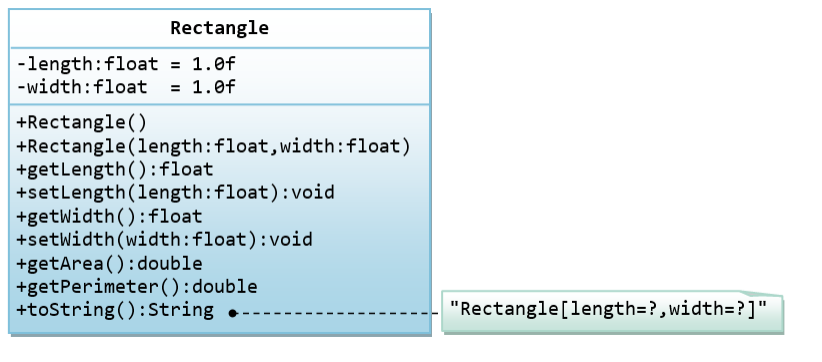 Rectangle
-length:float = 1.0f
-width:float  = 1.0f
+Rectangle()
+Rectangle(length:float,width:float)
+getLength():float
+setLength(length:float):void
+getWidth():float
+setWidth(width:float):void
+getArea():double
+getPerimeter():double
+toString():String
"Rectangle[length=?,width=?]"